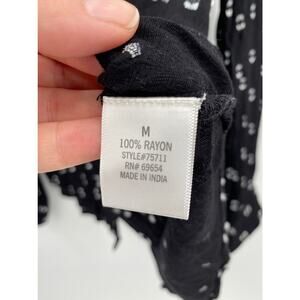 M
100% RAYON
STYLE#75711
RN# 69654
MADE IN INDIA